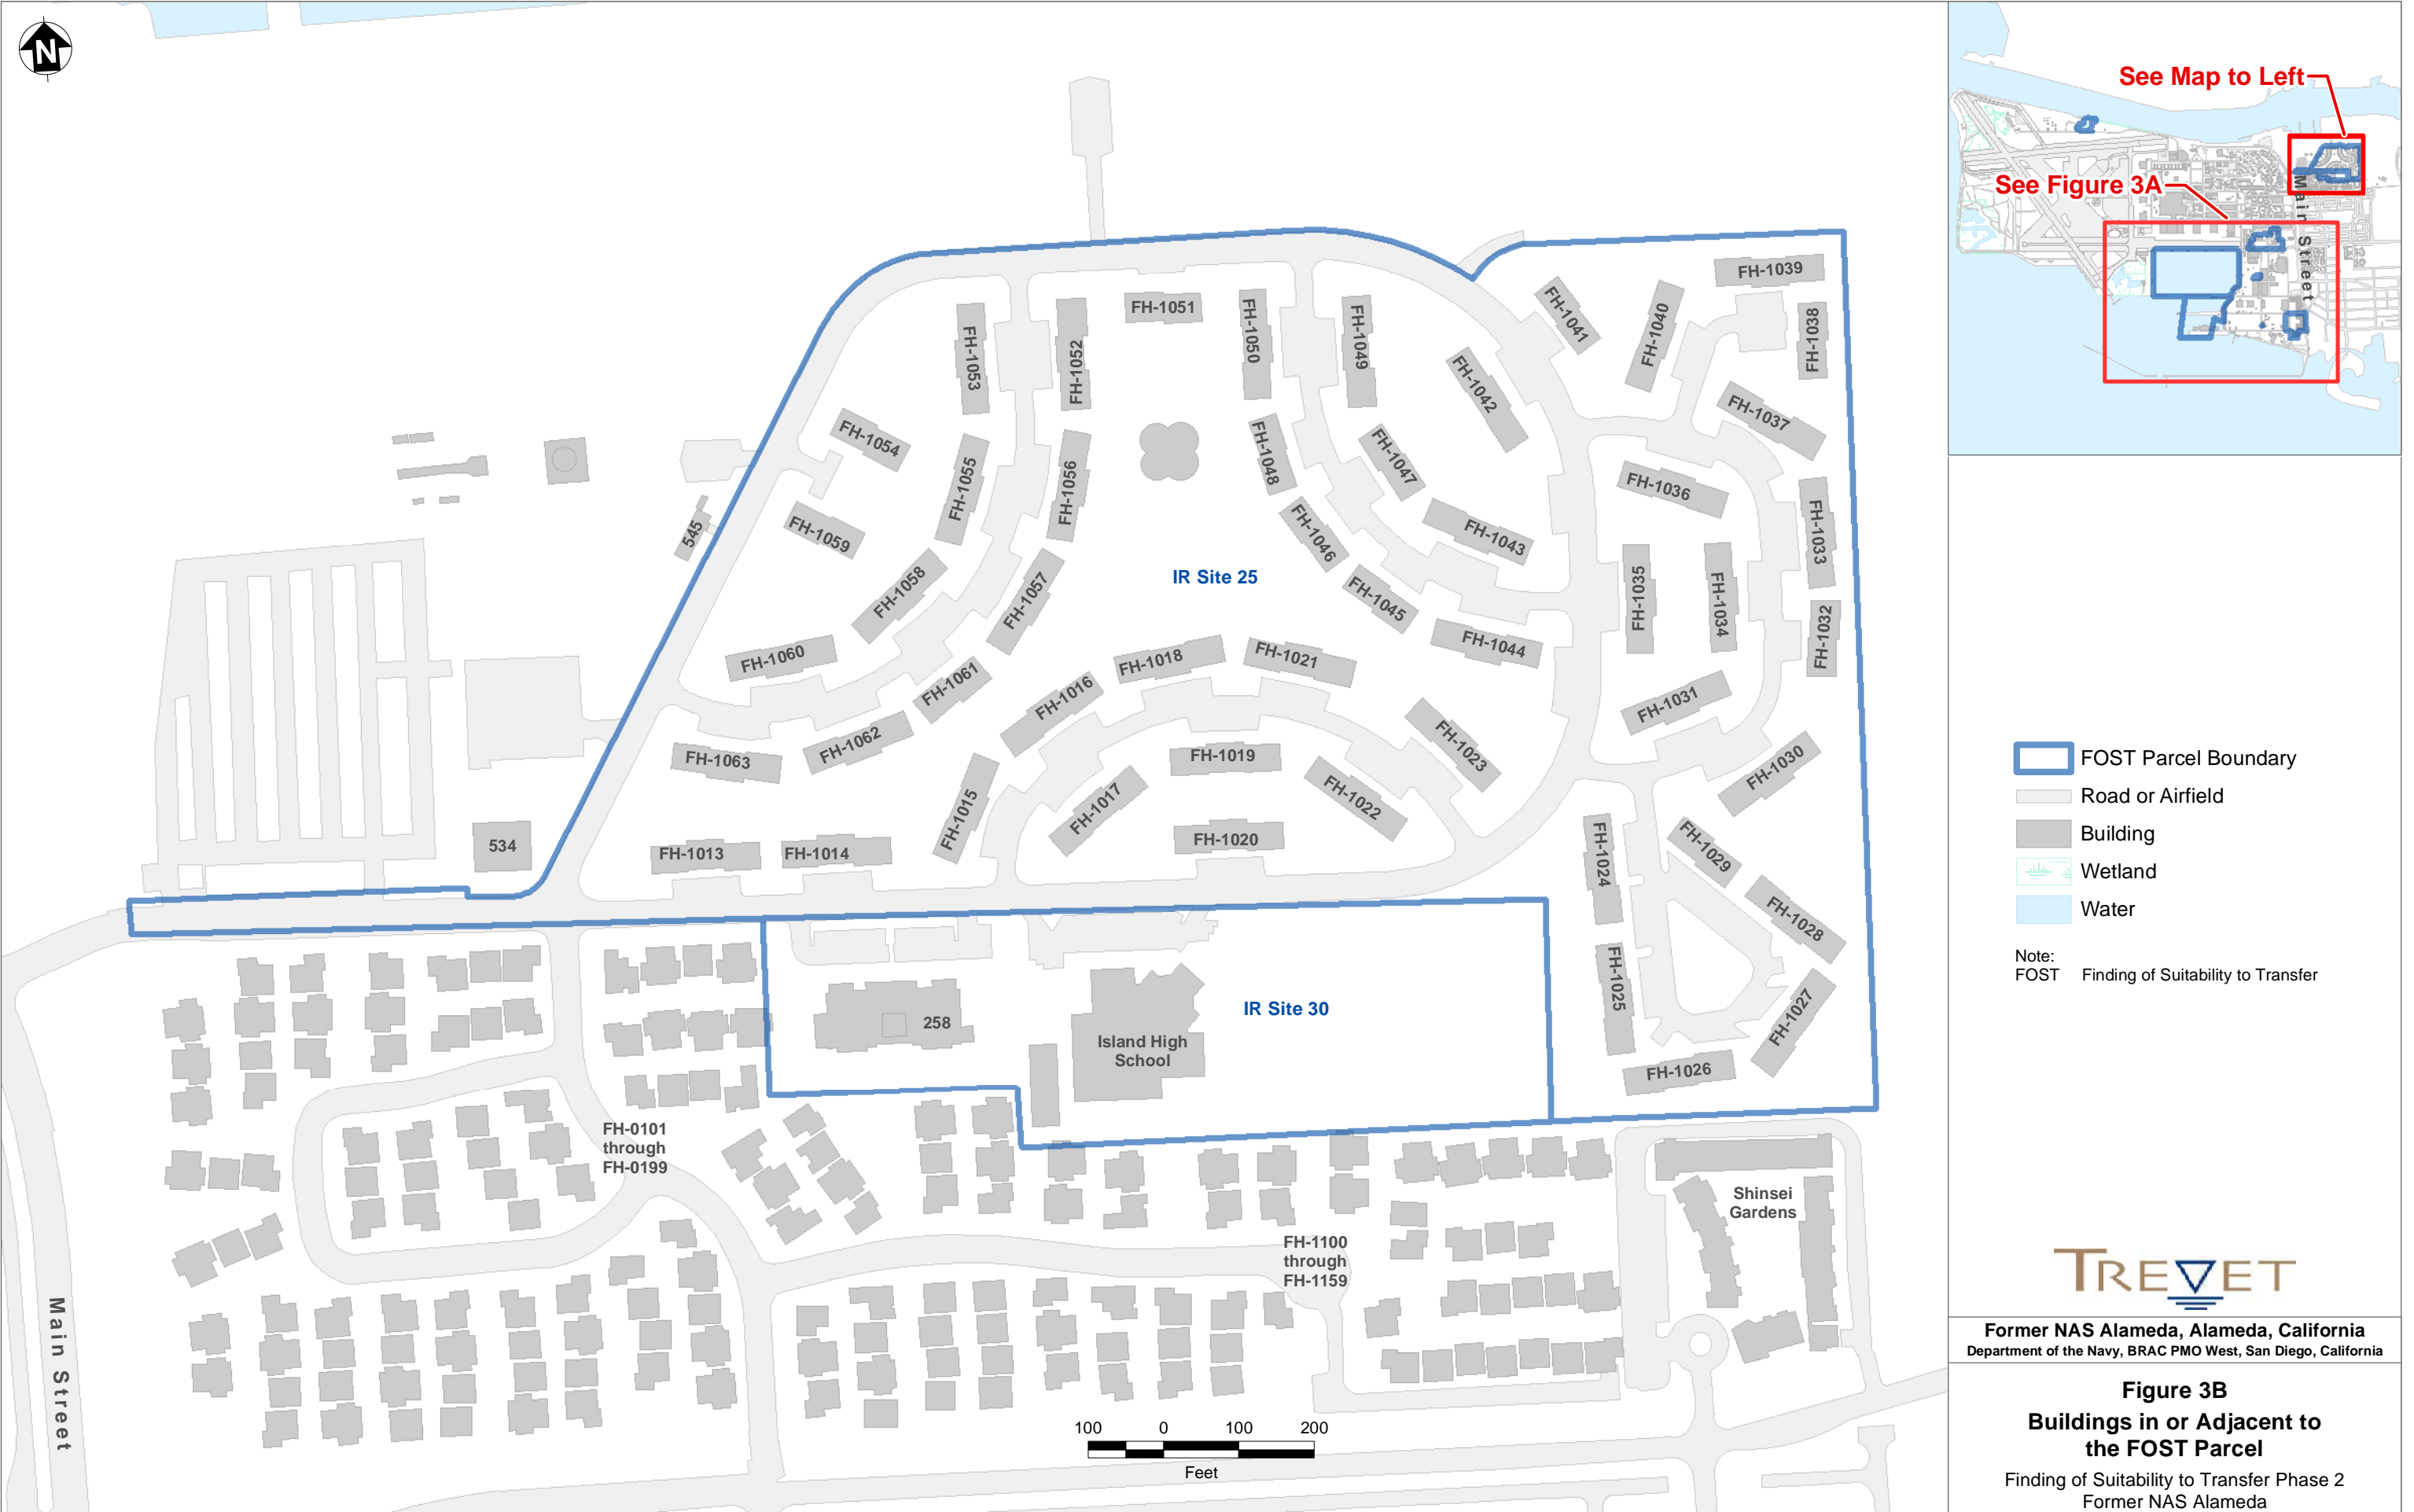 N
See Map to Left
See Figure 3A
Main Street
FH-1039
FH-1038
FH-1040
FH-1041
FH-1051
FH-1050
FH-1049
FH-1053
FH-1052
FH-1042
FH-1037
FH-1054
FH-1055
FH-1056
FH-1048
FH-1047
FH-1036
FH-1033
545
FH-1059
FH-1046
FH-1043
FH-1058
FH-1057
IR Site 25
FH-1045
FH-1035
FH-1034
FH-1032
FH-1060
FH-1061
FH-1018
FH-1021
FH-1044
FH-1016
FH-1031
FH-1063
FH-1062
FH-1019
FH-1023
FH-1030
FH-1015
FH-1017
FH-1022
534
FH-1013
FH-1014
FH-1020
FH-1024
FH-1029
FH-1028
FH-1025
FH-1027
FH-1026
258
Island High
School
IR Site 30
FH-0101
through
FH-0199
Shinsei
Gardens
FH-1100
through
FH-1159
Main Street
100 0 100 200
Feet
FOST Parcel Boundary
Road or Airfield
Building
Wetland
Water
Note:
FOST Finding of Suitability to Transfer
TREVET
Former NAS Alameda, Alameda, California
Department of the Navy, BRAC PMO West, San Diego, California
Figure 3B
Buildings in or Adjacent to
the FOST Parcel
Finding of Suitability to Transfer Phase 2
Former NAS Alameda